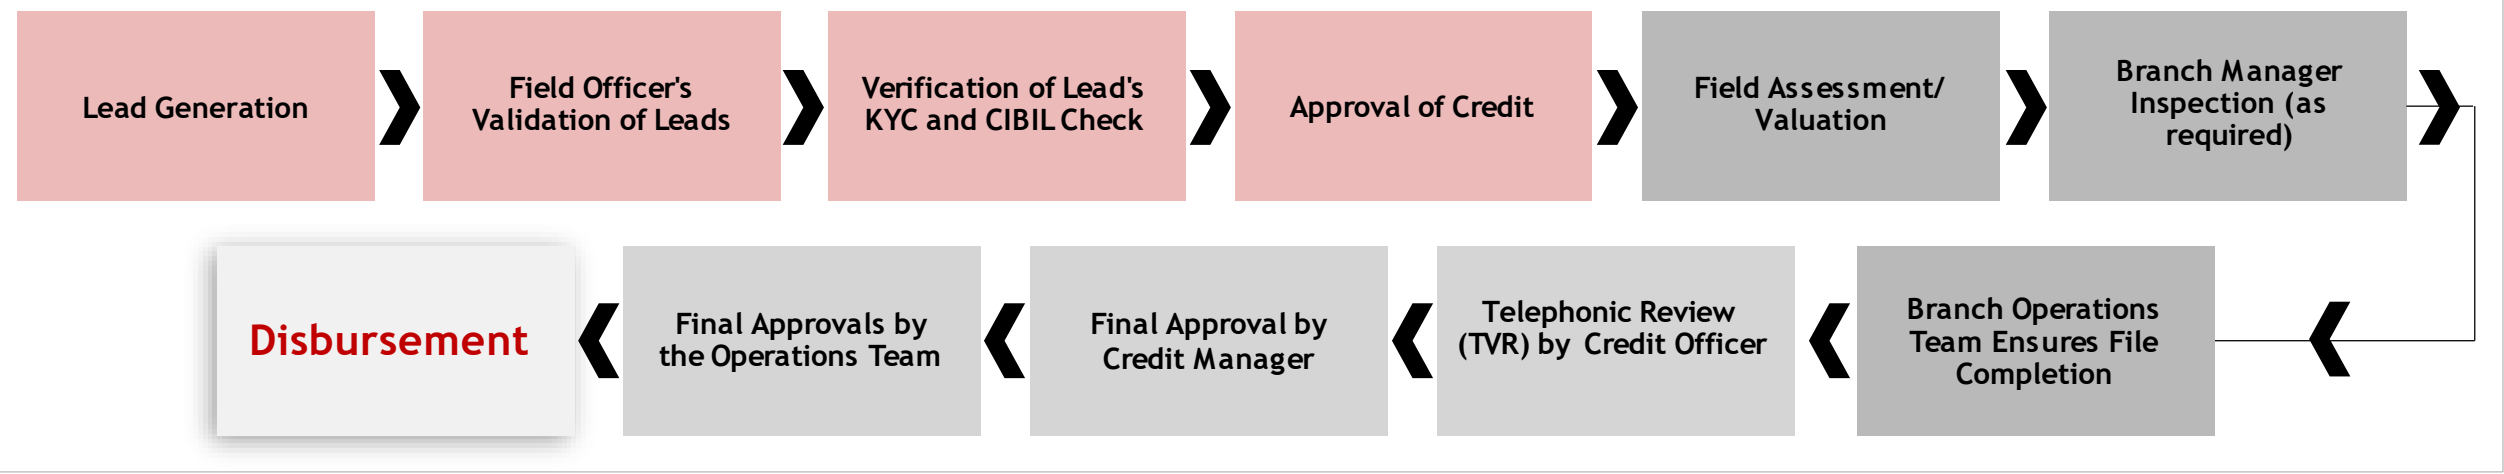 Lead Generation
Field Officer's
Validation of Leads
Verification of Lead's
KYC and CIBIL Check
Approval of Credit
Field Assessment/
Valuation
Branch Manager
Inspection (as
required)
Branch Operations
Team Ensures File
Completion
Telephonic Review
(TVR) by Credit Officer
Final Approval by
Credit Manager
Final Approvals by
the Operations Team
Disbursement